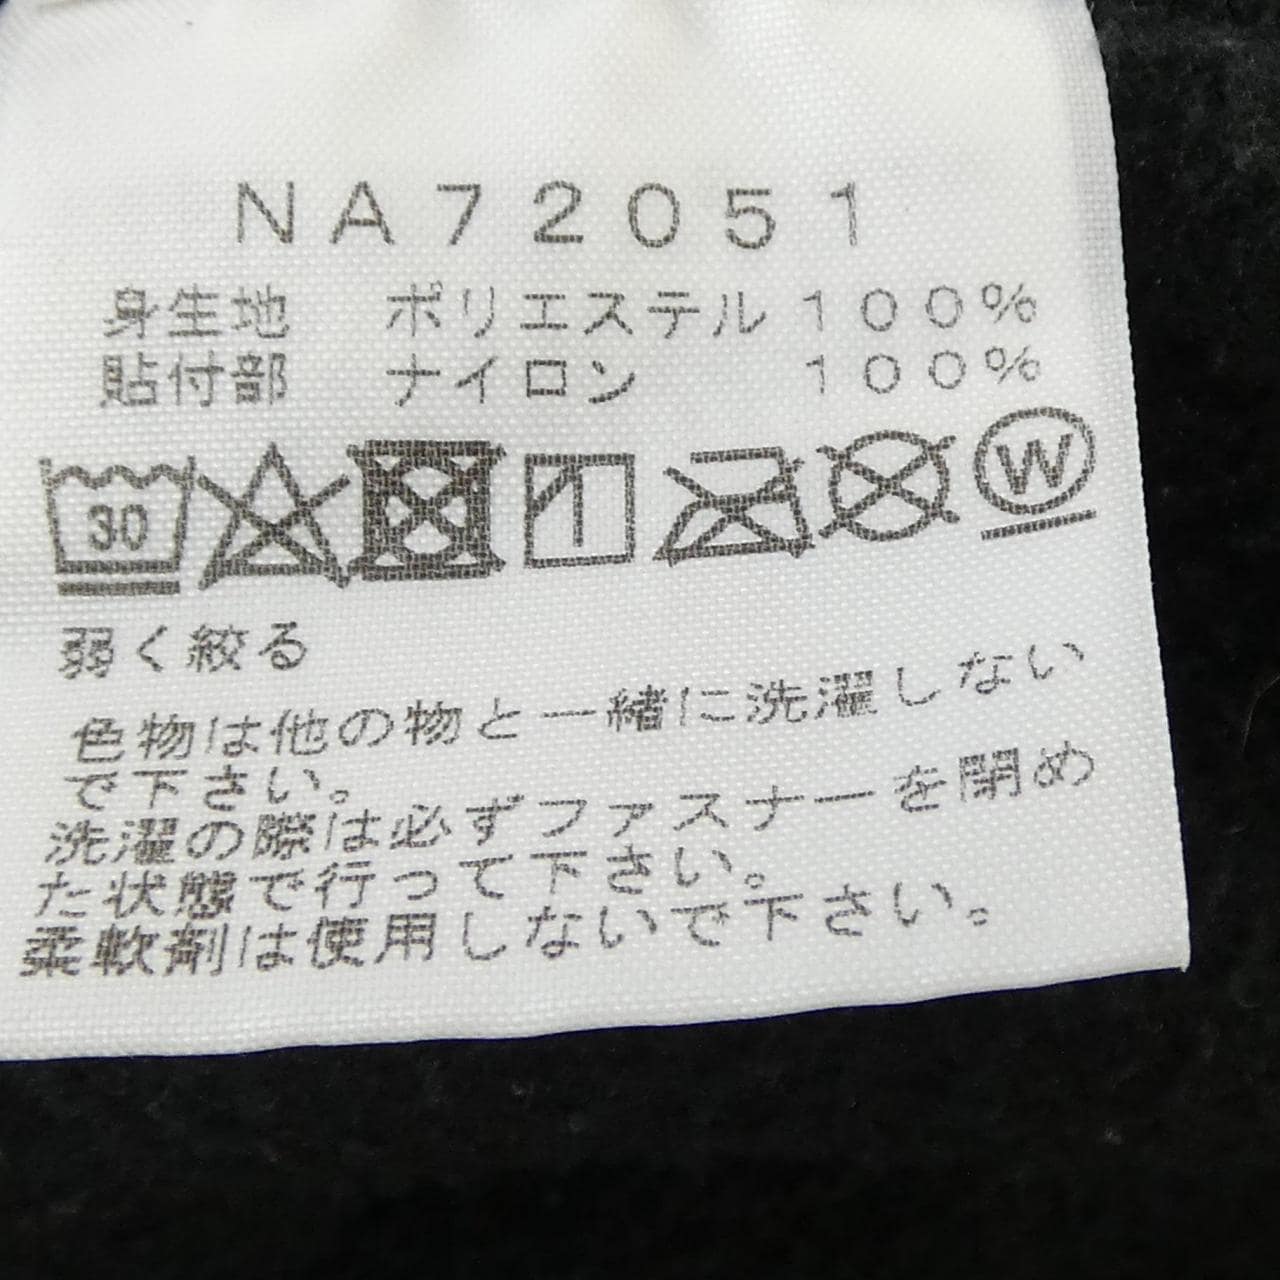 NA72051
身生地 ポリエステル 100%
貼付部 ナイロン 100%
30
W
弱く絞る
色物は他の物と一緒に洗濯しない
で下さい。
洗濯の際は必ずファスナーを閉め
た状態で行って下さい。
柔軟剤は使用しないで下さい。